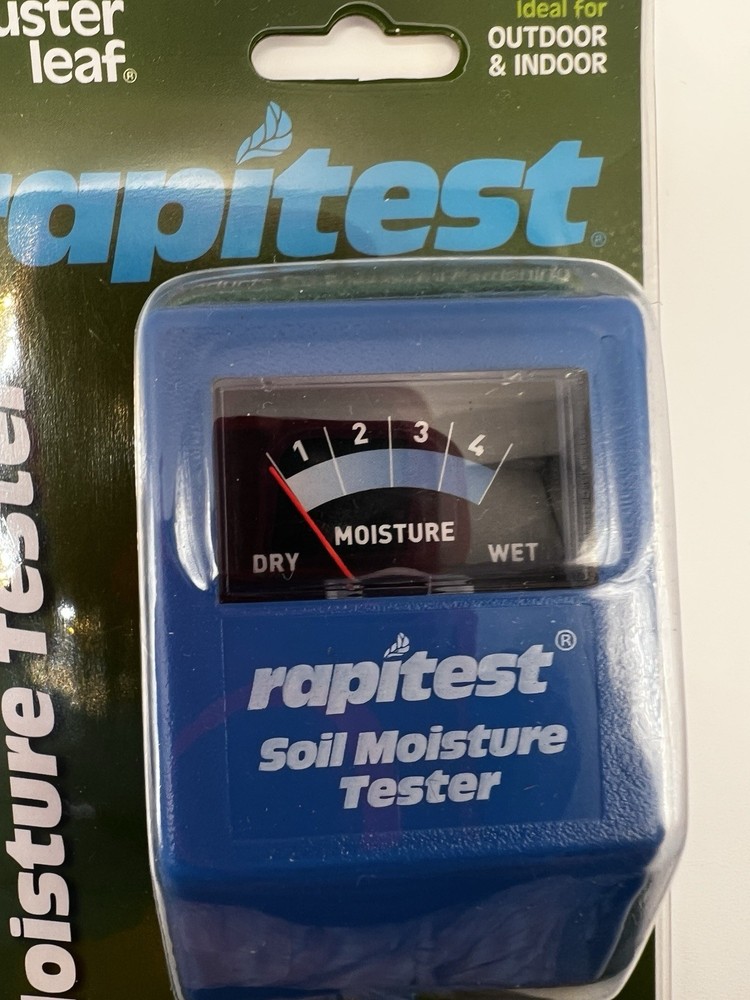 uster
leaf®
Ideal for
OUTDOOR
& INDOOR
rapitest®
oisture Tester
1 2 3 4
MOISTURE
DRY WET
rapitest®
Soil Moisture
Tester